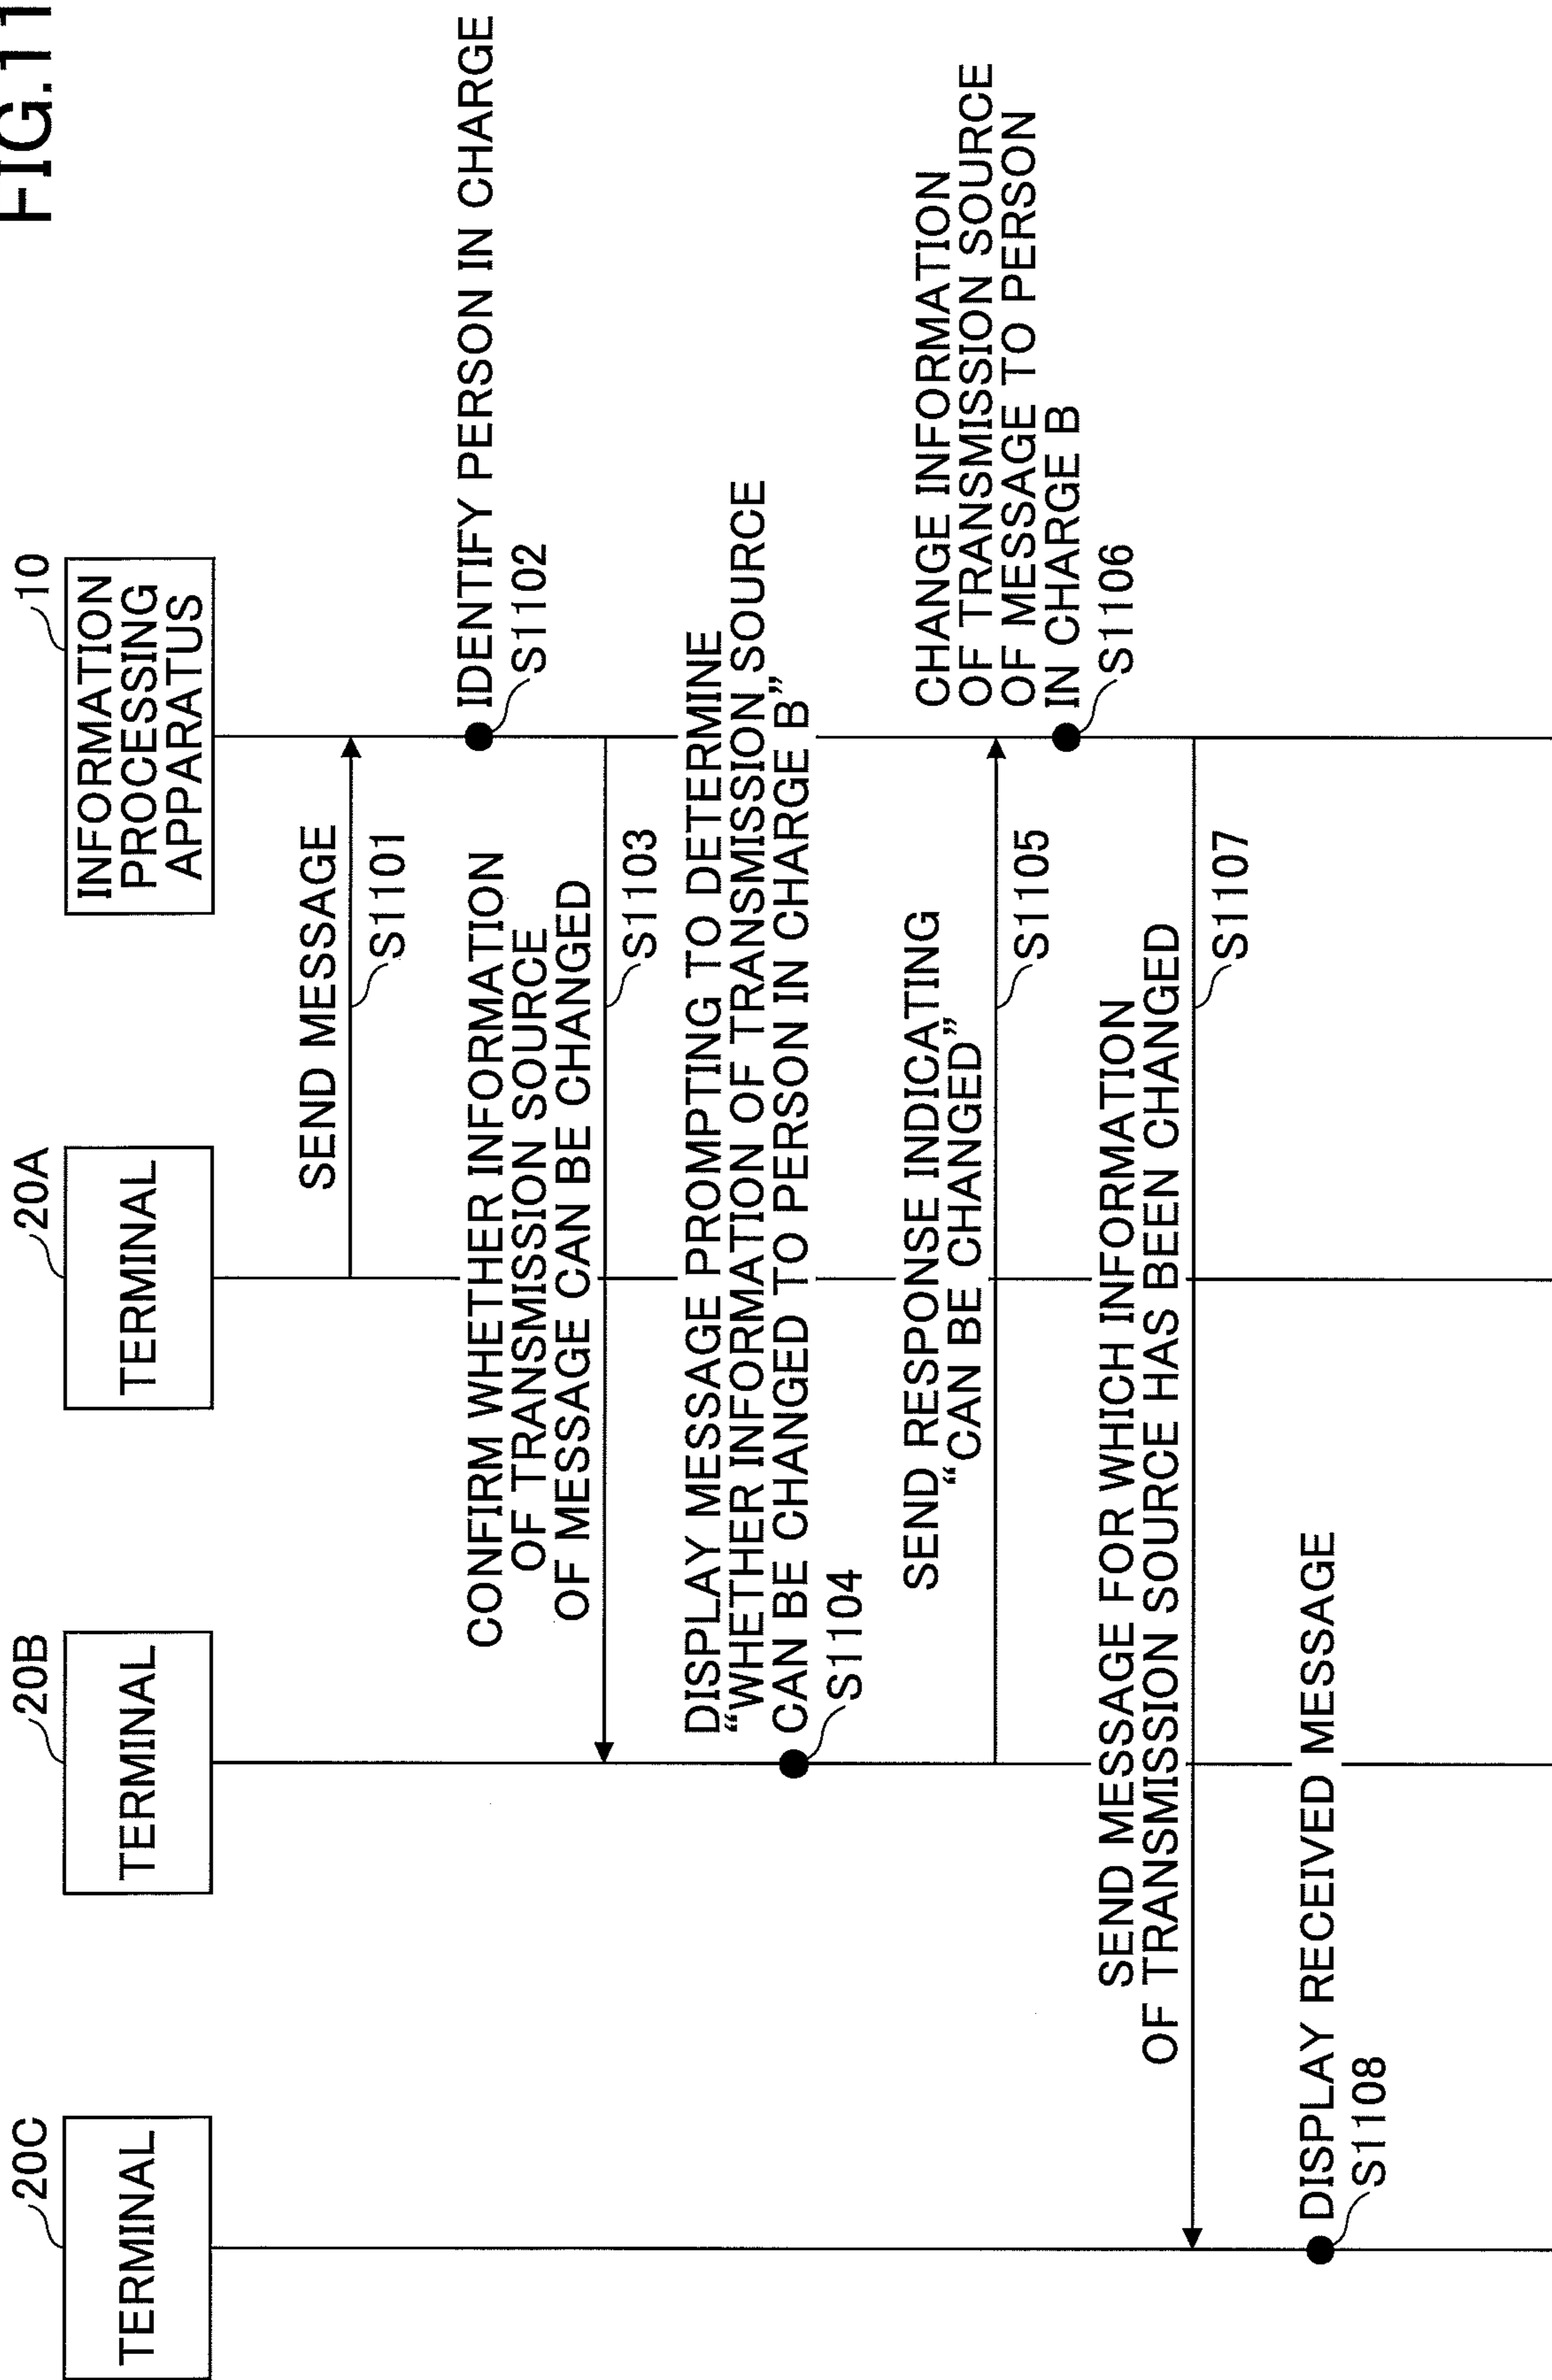 FIG.11
20C
TERMINAL
20B
TERMINAL
20A
TERMINAL
10
INFORMATION
PROCESSING
APPARATUS
SEND MESSAGE
S1101
IDENTIFY PERSON IN CHARGE
S1102
CONFIRM WHETHER INFORMATION
OF TRANSMISSION SOURCE
OF MESSAGE CAN BE CHANGED
S1103
DISPLAY MESSAGE PROMPTING TO DETERMINE
“WHETHER INFORMATION OF TRANSMISSION SOURCE
CAN BE CHANGED TO PERSON IN CHARGE B”
S1104
SEND RESPONSE INDICATING
“CAN BE CHANGED”
S1105
CHANGE INFORMATION
OF TRANSMISSION SOURCE
OF MESSAGE TO PERSON
IN CHARGE B
S1106
SEND MESSAGE FOR WHICH INFORMATION
OF TRANSMISSION SOURCE HAS BEEN CHANGED
S1107
DISPLAY RECEIVED MESSAGE
S1108